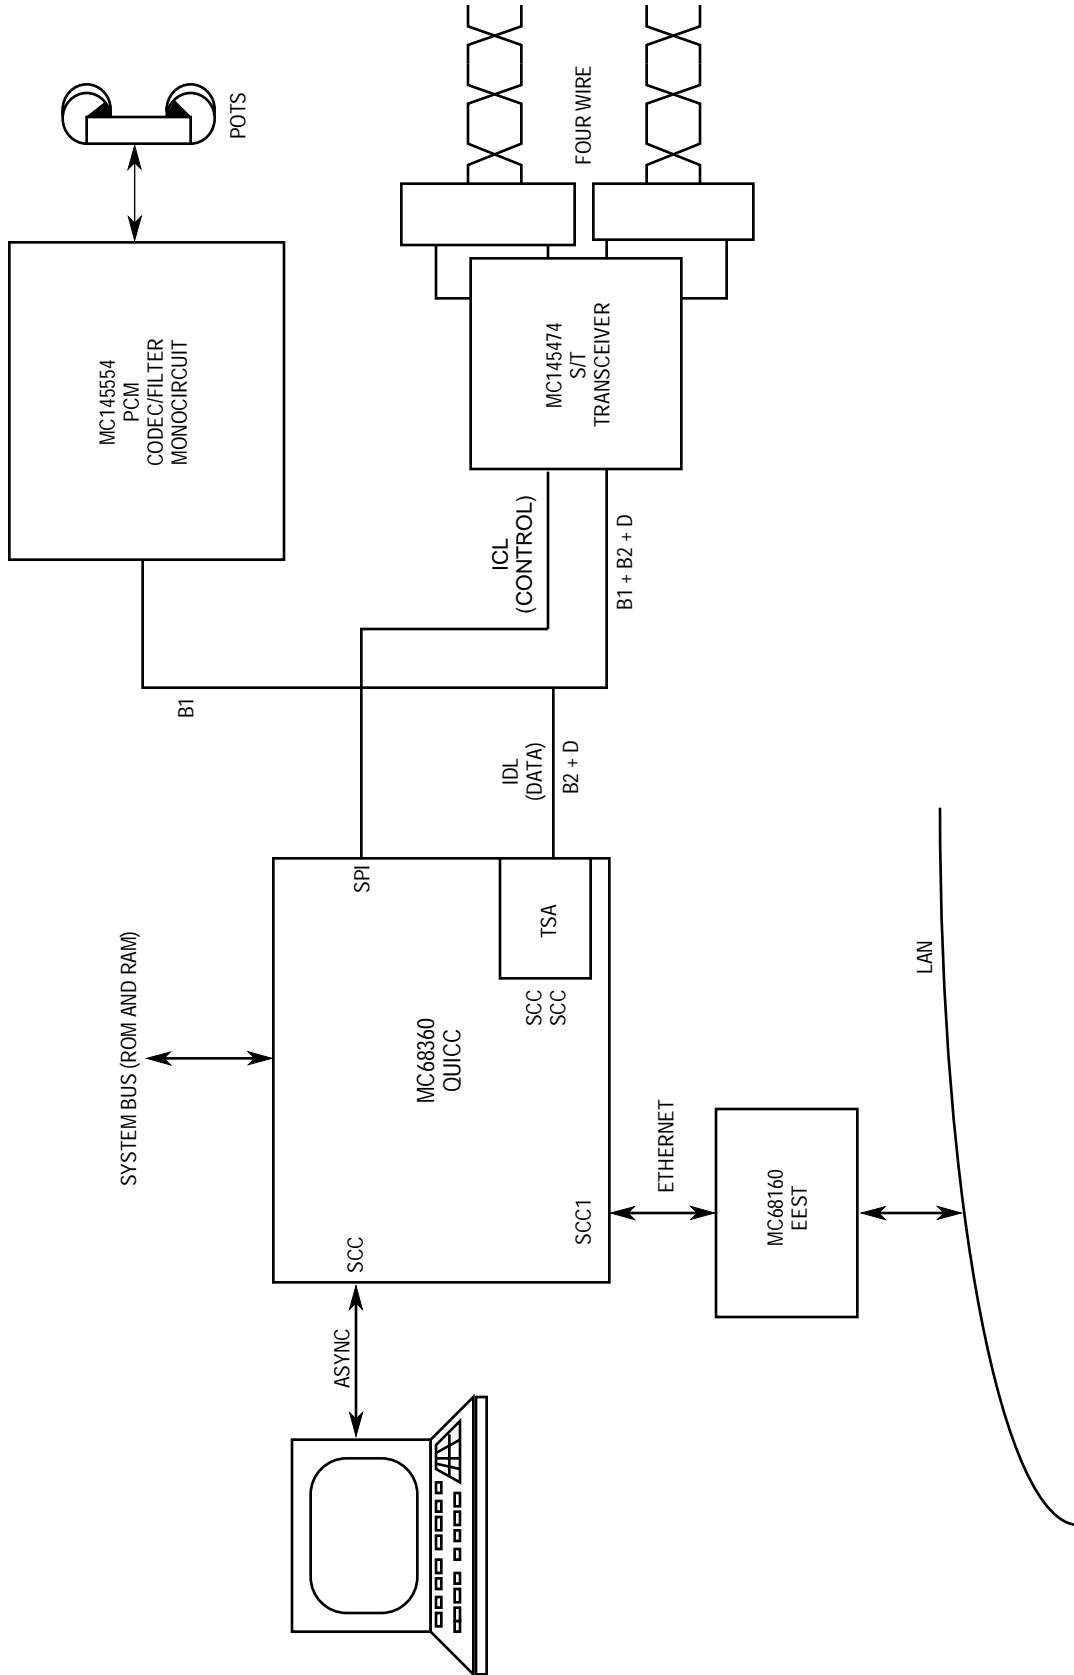 SYSTEM BUS (ROM AND RAM)
ASYNC
SCC
MC68360
QUICC
SPI
SCC
SCC
TSA
SCC1
ETHERNET
MC68160
EEST
LAN
B1
IDL
(DATA)
B2 + D
ICL
(CONTROL)
B1 + B2 + D
MC145554
PCM
CODEC/FILTER
MONOCIRCUIT
POTS
MC145474
S/T
TRANSCEIVER
FOUR WIRE